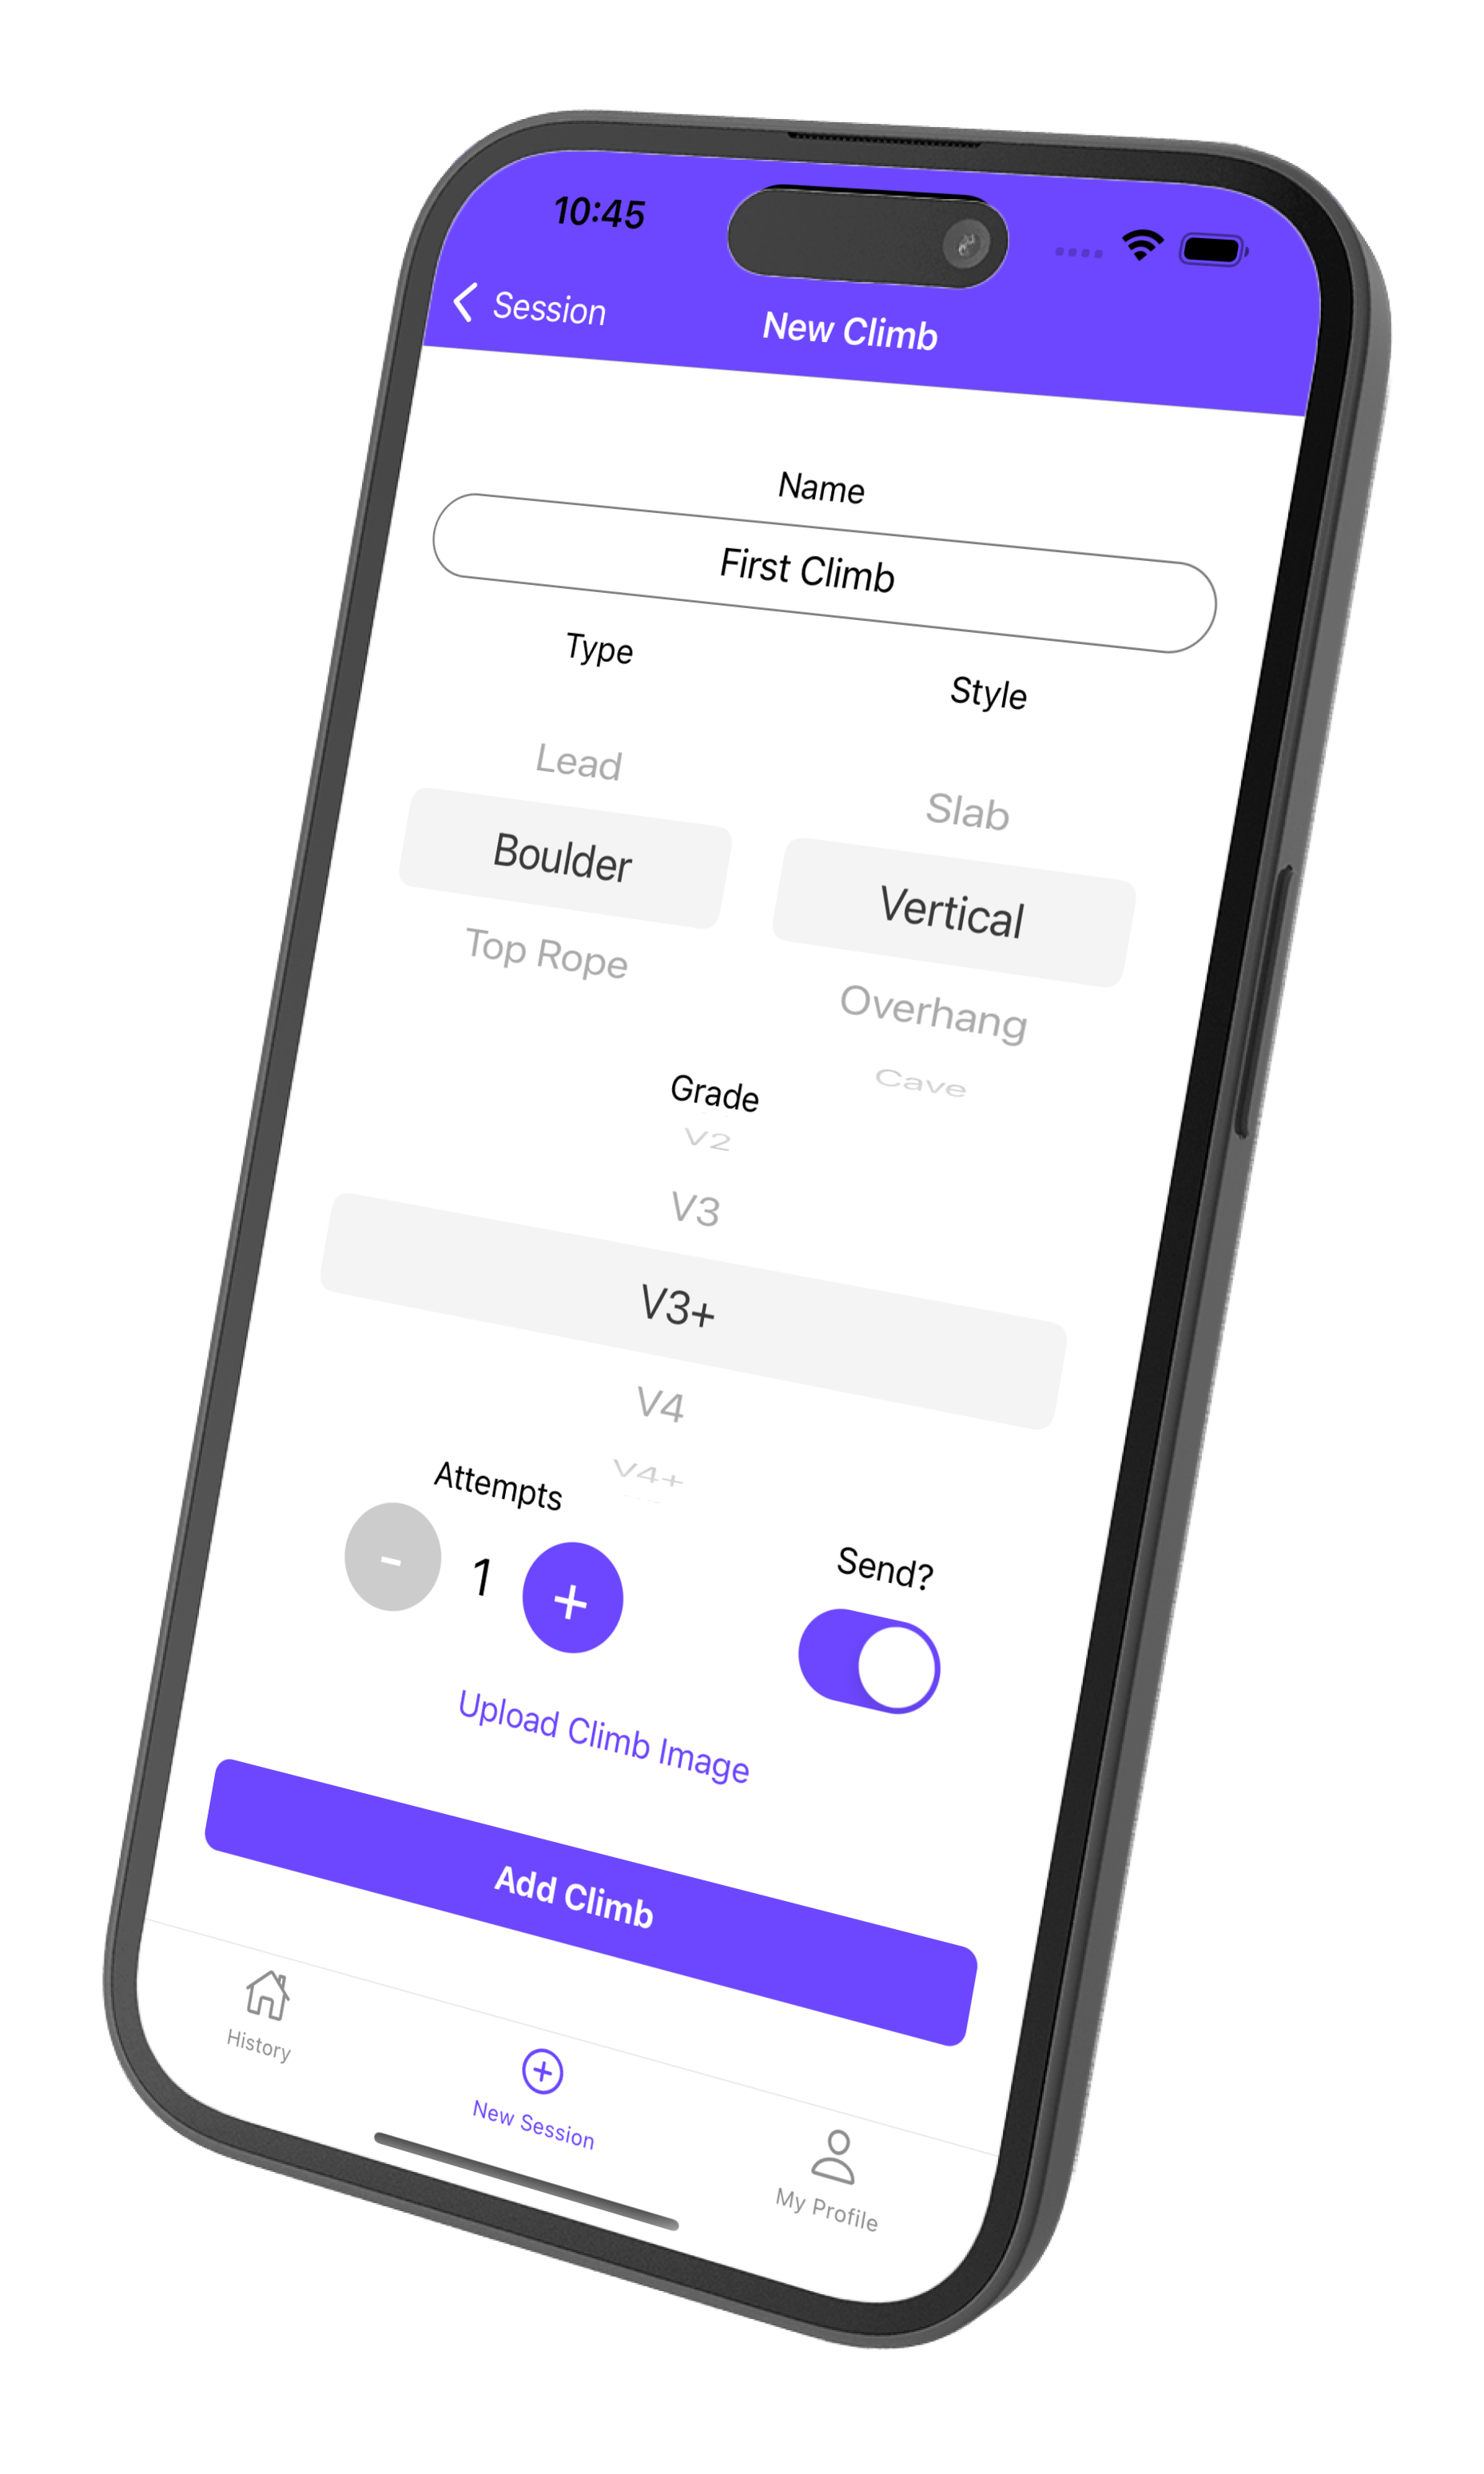 10:45
Session
New Climb
Name
First Climb
Type
Style
Lead
Slab
Boulder
Vertical
Top Rope
Overhang
Cave
Grade
V2
V3
V3+
V4
V4+
Attempts
Send?
- 1 +
Upload Climb Image
Add Climb
History
New Session
My Profile